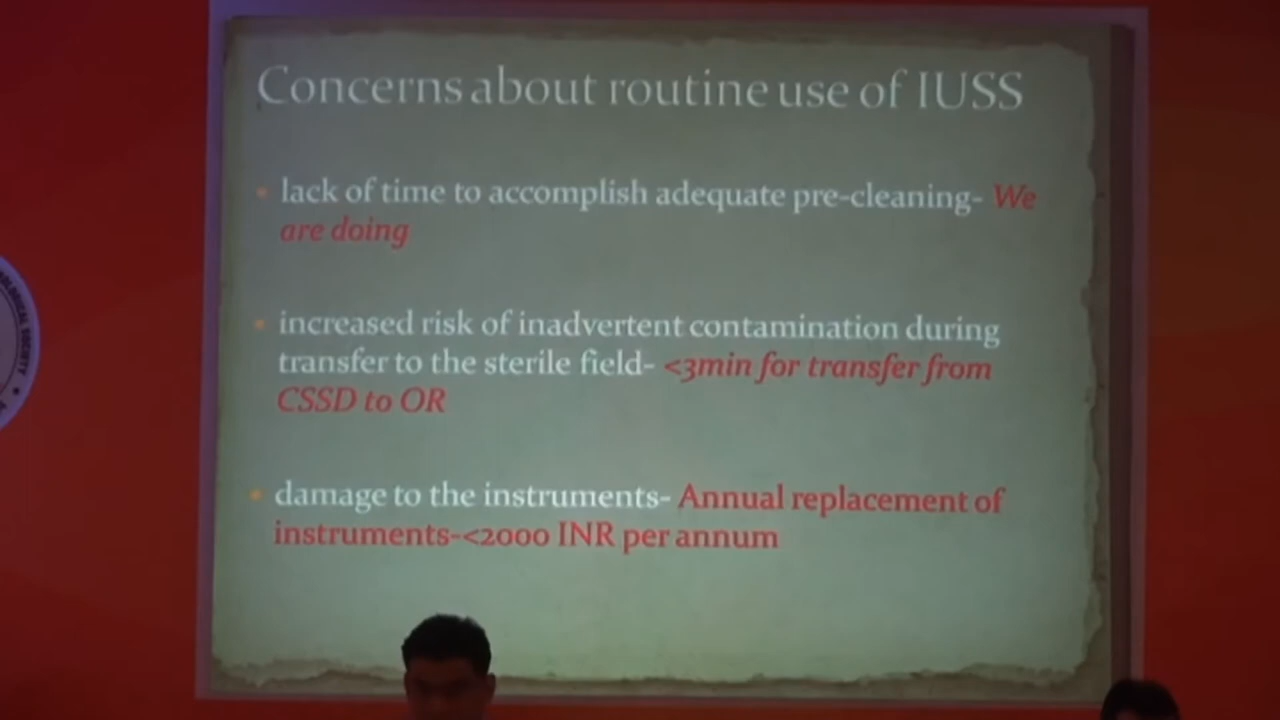 Concerns about routine use of IUSS
lack of time to accomplish adequate pre-cleaning- We
are doing
increased risk of inadvertent contamination during
transfer to the sterile field- <3min for transfer from
CSSD to OR
damage to the instruments- Annual replacement of
instruments-<2000 INR per annum
SOCIETY